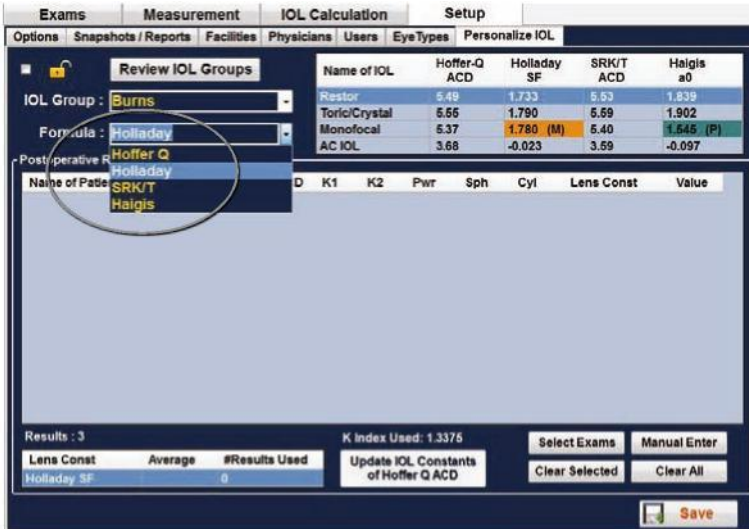 Exams Measurement IOL Calculation Setup
Options Snapshots / Reports Facilities Physicians Users Eye Types Personalize IOL
Review IOL Groups
IOL Group : Burns
Formula : Holladay
Hoffer Q
Holladay
SRK/T
Haigis
Name of IOL Hoffer-Q ACD Holladay SF SRK/T ACD Haigis a0
Restor 5.49 1.733 5.53 1.839
Toric/Crystal 5.55 1.790 5.59 1.902
Monofocal 5.37 1.780 (M) 5.40 1.545 (P)
AC IOL 3.68 -0.023 3.59 -0.097
Postoperative R
Name of Patie D K1 K2 Pwr Sph Cyl Lens Const Value
Results : 3 K Index Used: 1.3375
Lens Const Average #Results Used
Holladay SF 0
Update IOL Constants
of Hoffer Q ACD
Select Exams Manual Enter
Clear Selected Clear All
Save